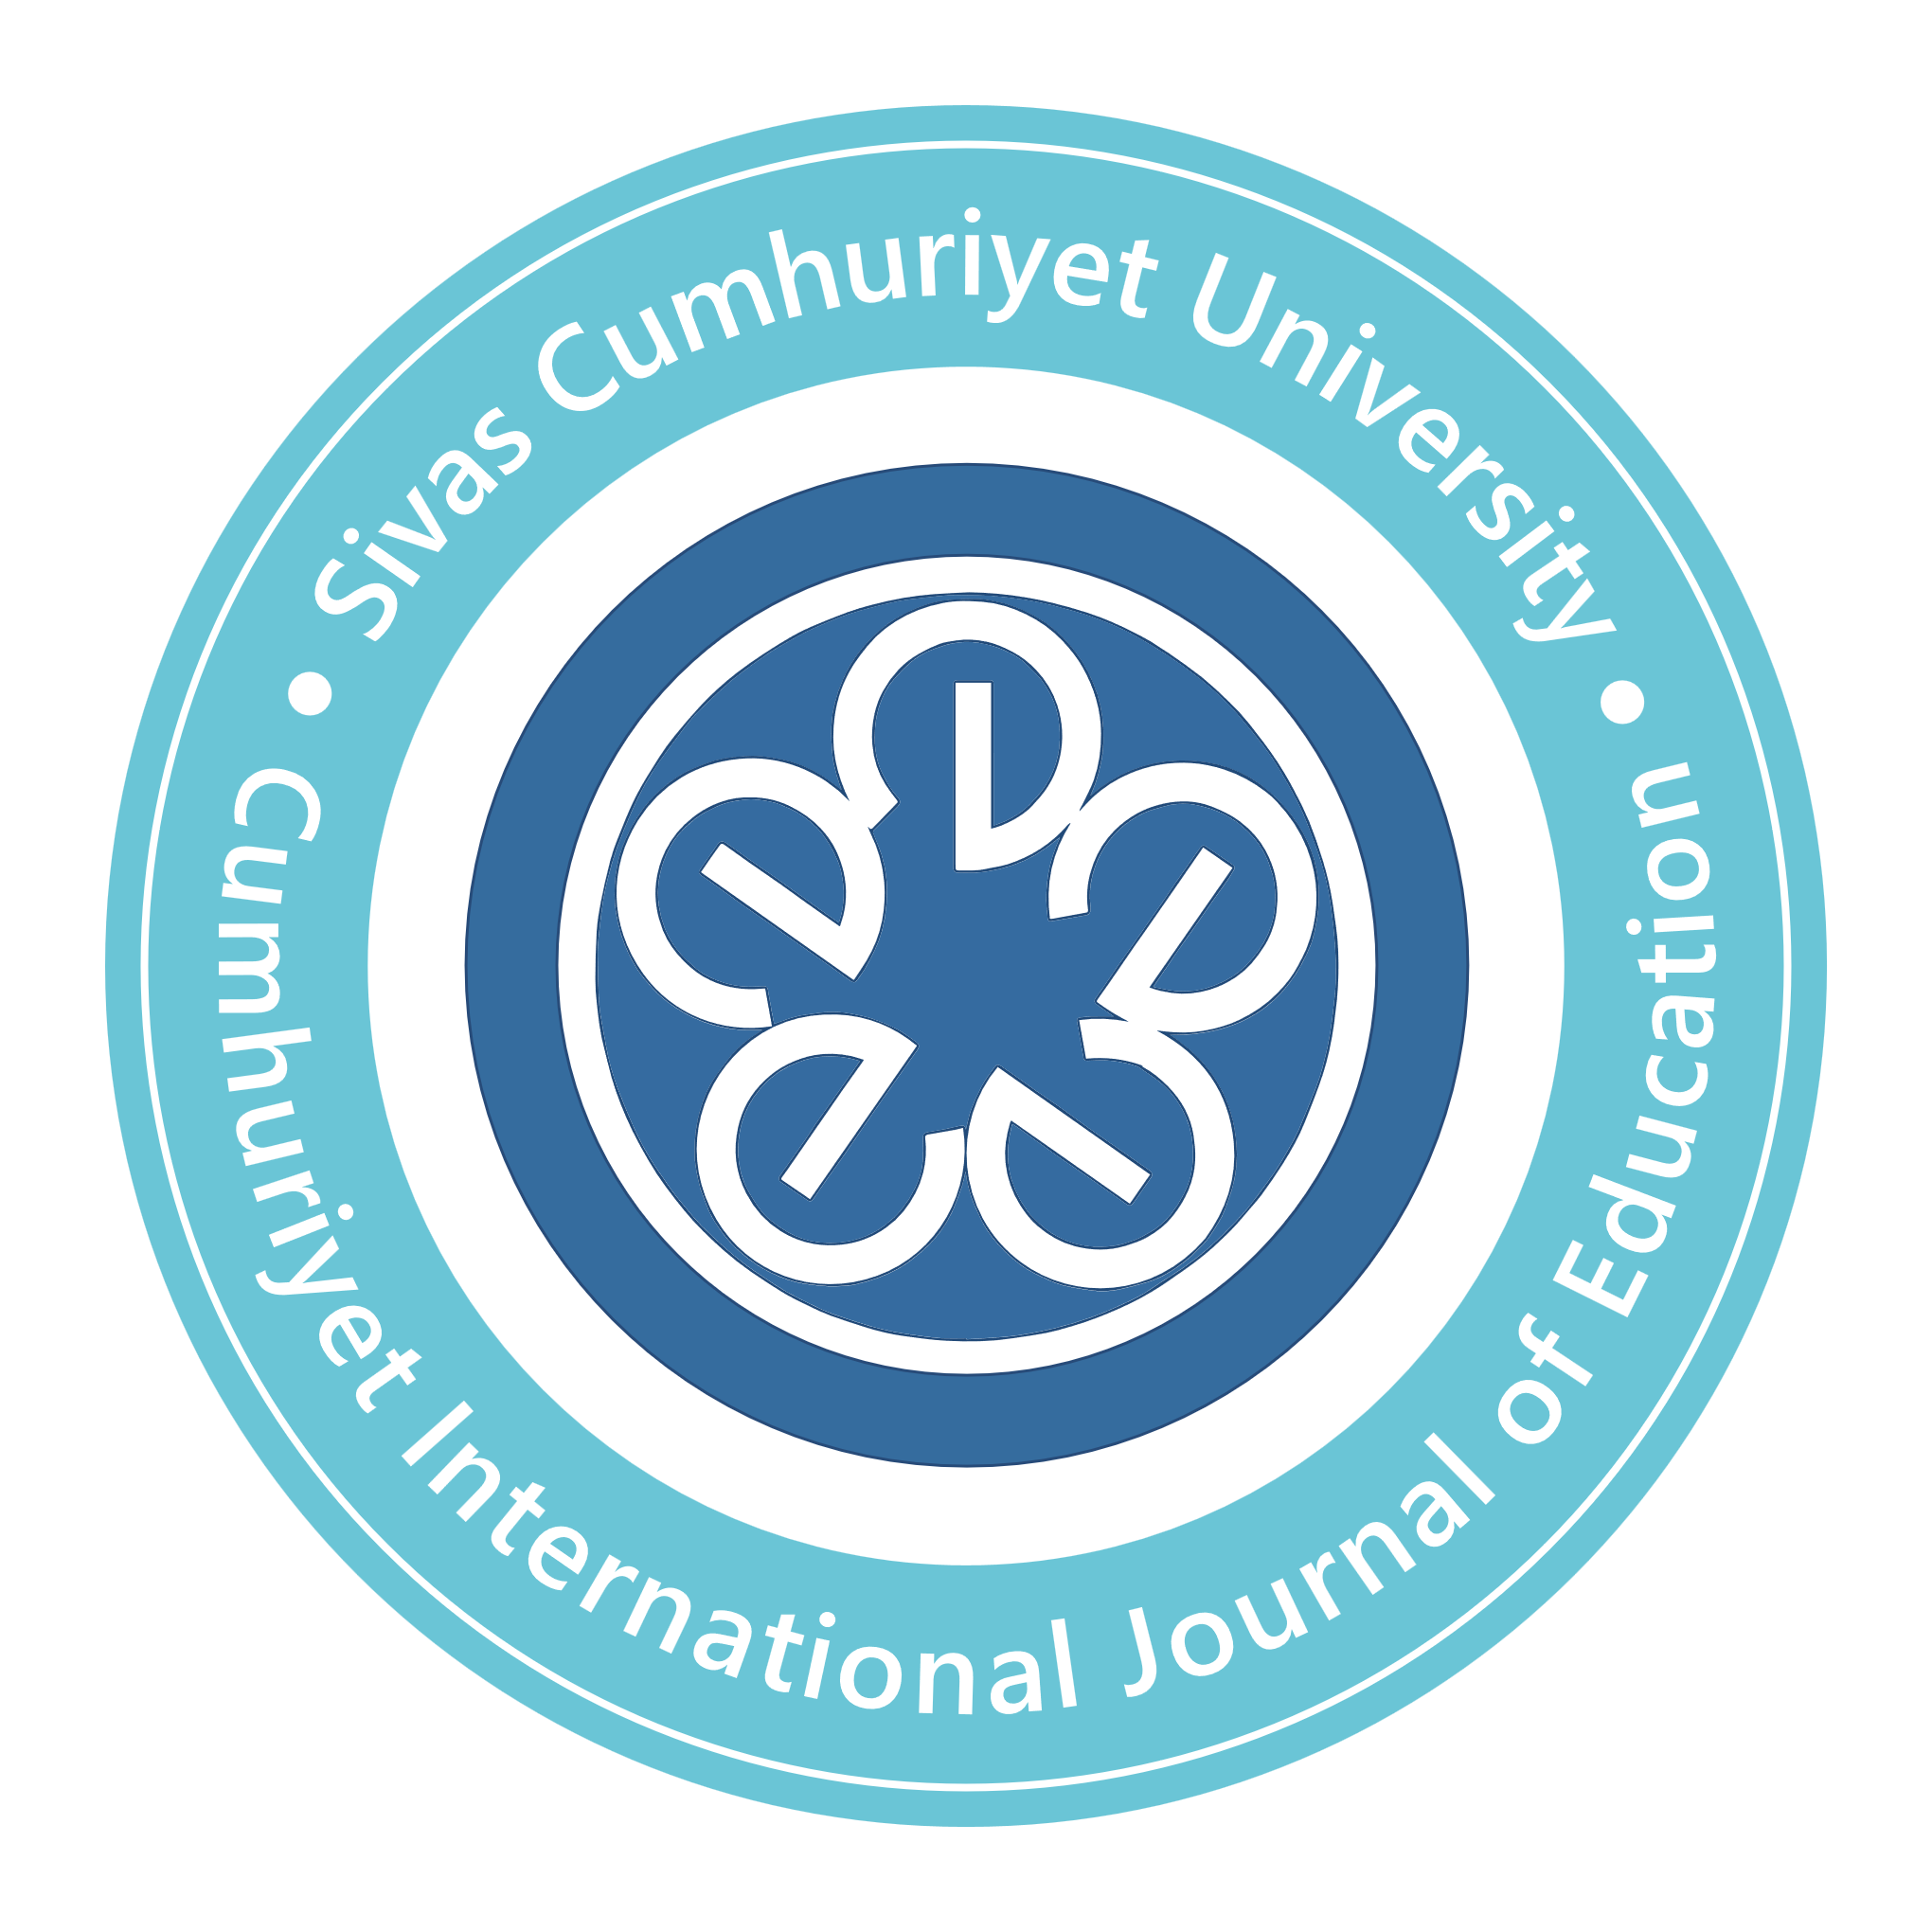 Sivas Cumhuriyet University
Cumhuriyet International Journal of Education